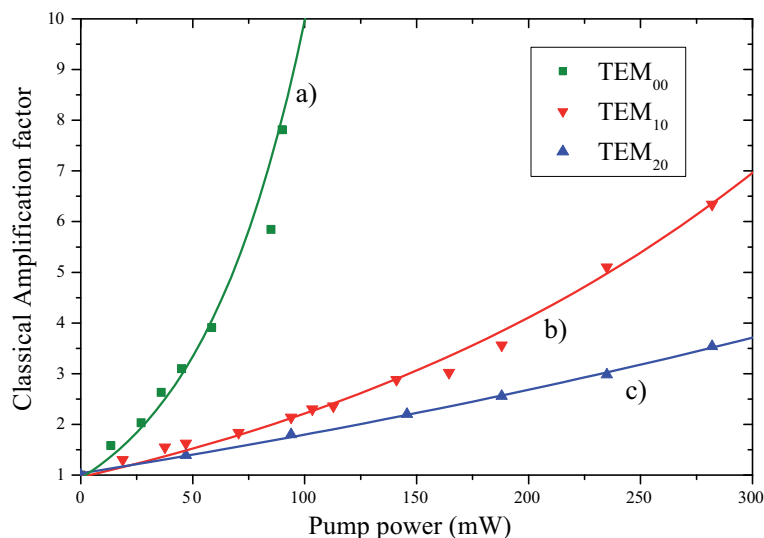 10
9
8
7
6
5
4
3
2
1
Classical Amplification factor
a)
b)
c)
TEM₀₀
TEM₁₀
TEM₂₀
0 50 100 150 200 250 300
Pump power (mW)